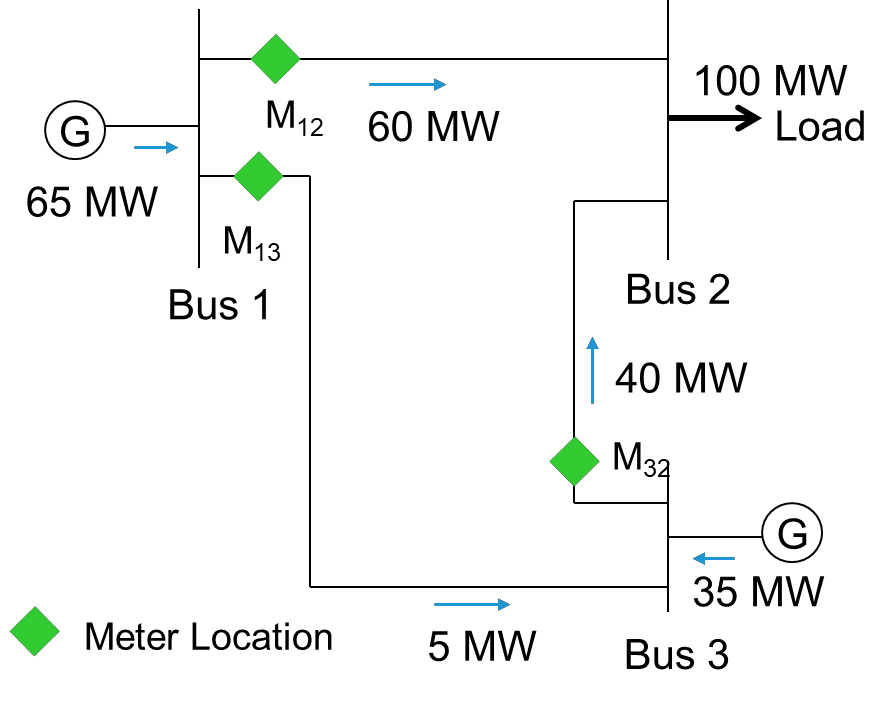 100 MW
Load
G
M12
60 MW
65 MW
M13
Bus 1
Bus 2
40 MW
M32
G
35 MW
Meter Location
5 MW
Bus 3